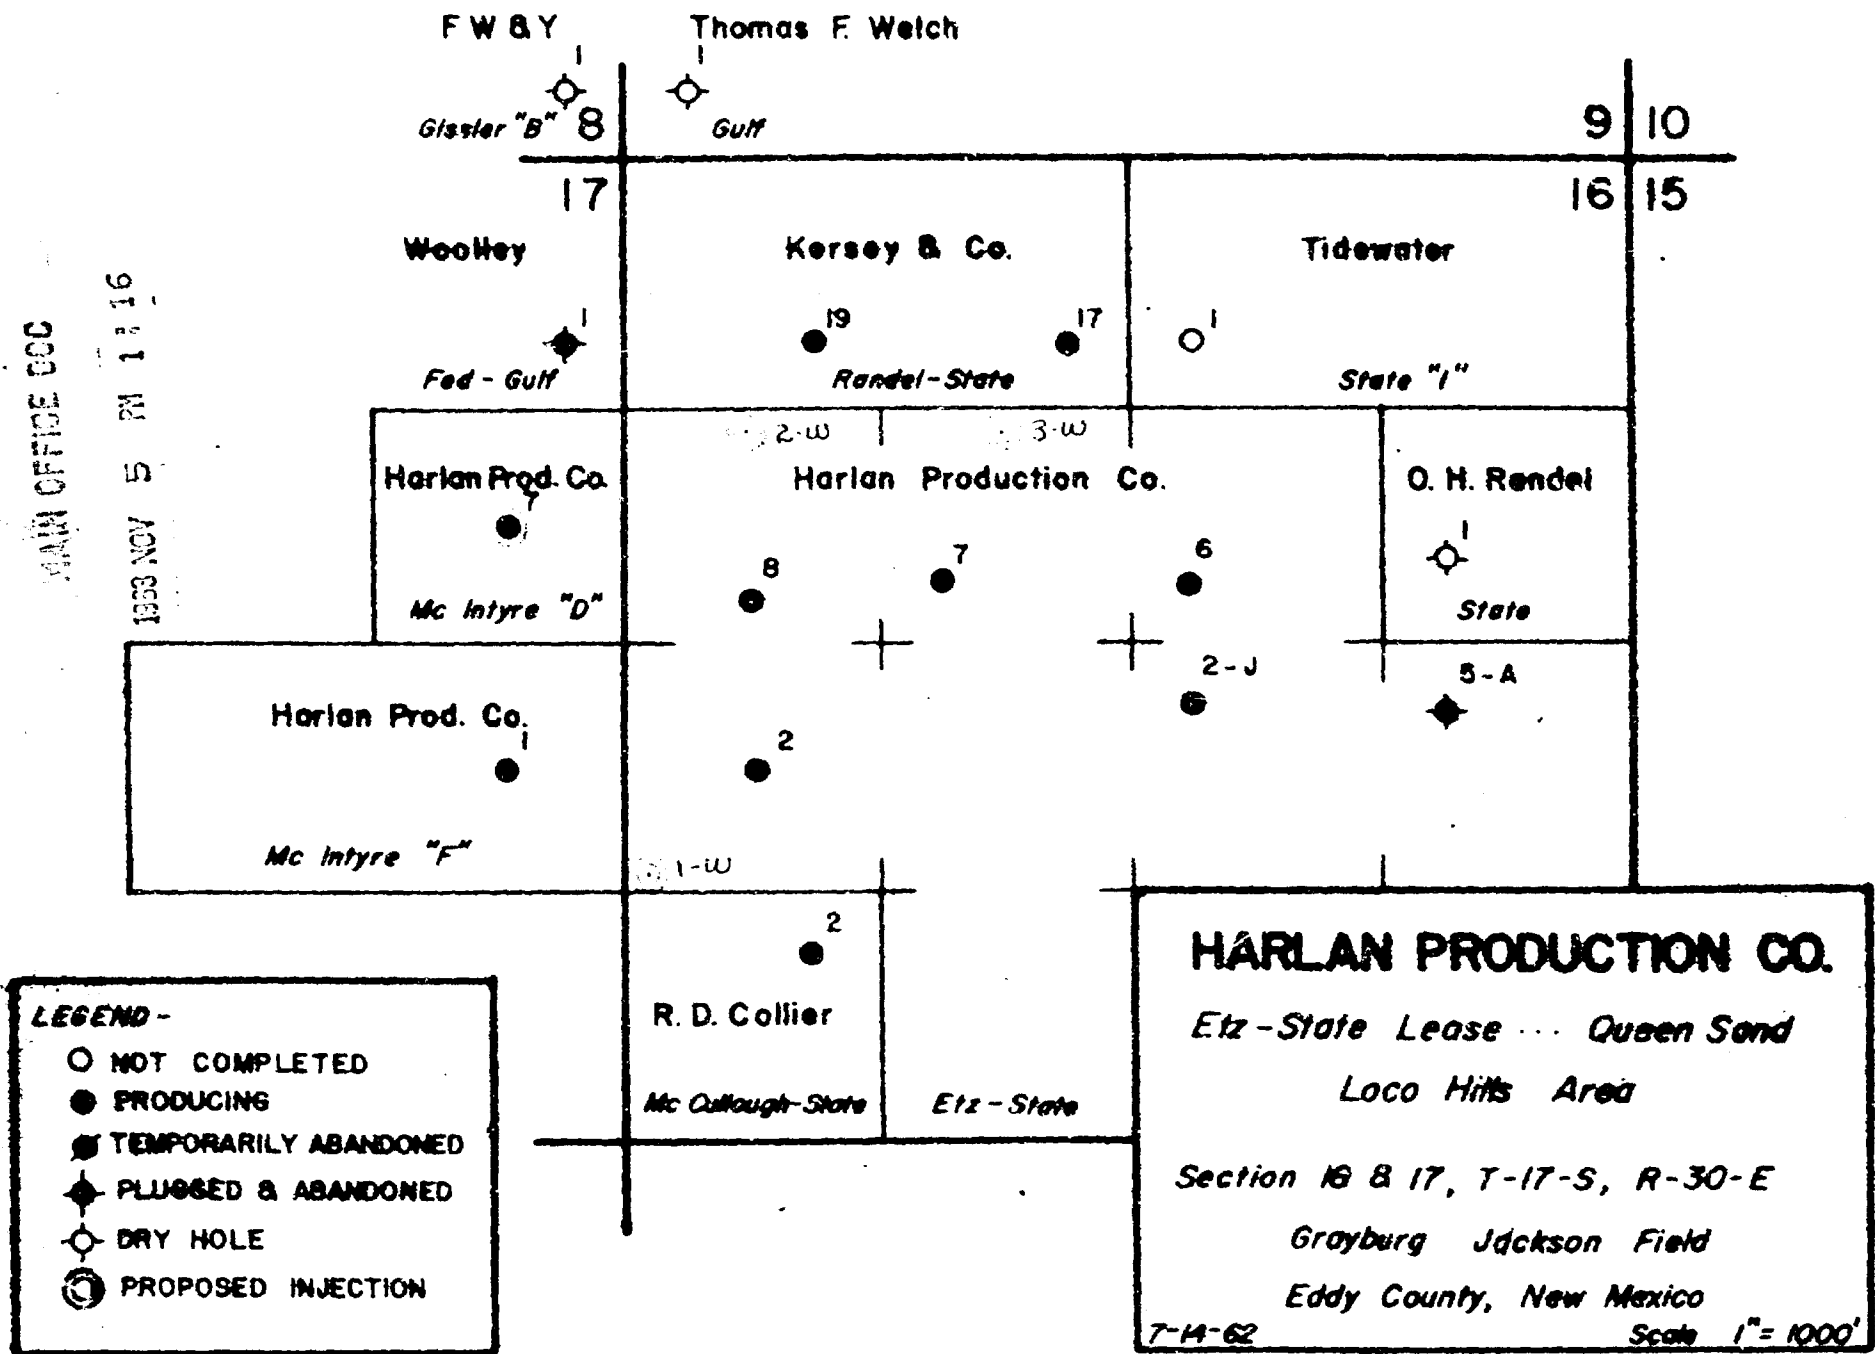 F W & Y
Thomas F. Welch
1
1
Gissler "B"
8
Gulf
9
10
17
16
15
Woolley
Kersey & Co.
Tidewater
1
19
17
1
Fed - Gulf
Randel-State
State "I"
2-W
3-W
Harlan Prod. Co.
Harlan Production Co.
O. H. Randel
7
1
8
7
6
Mc Intyre "D"
State
2-J
5-A
Harlan Prod. Co.
1
2
Mc Intyre "F"
1-W
2
R. D. Collier
Mc Cullough-State
Etz-State
MAIN OFFICE OCC
1963 NOV 5 PM 1 16
LEGEND -
NOT COMPLETED
PRODUCING
TEMPORARILY ABANDONED
PLUGGED & ABANDONED
DRY HOLE
PROPOSED INJECTION
HARLAN PRODUCTION CO.
Etz-State Lease ... Queen Sand
Loco Hills Area
Section 16 & 17, T-17-S, R-30-E
Grayburg Jackson Field
Eddy County, New Mexico
7-14-62
Scale 1"= 1000'